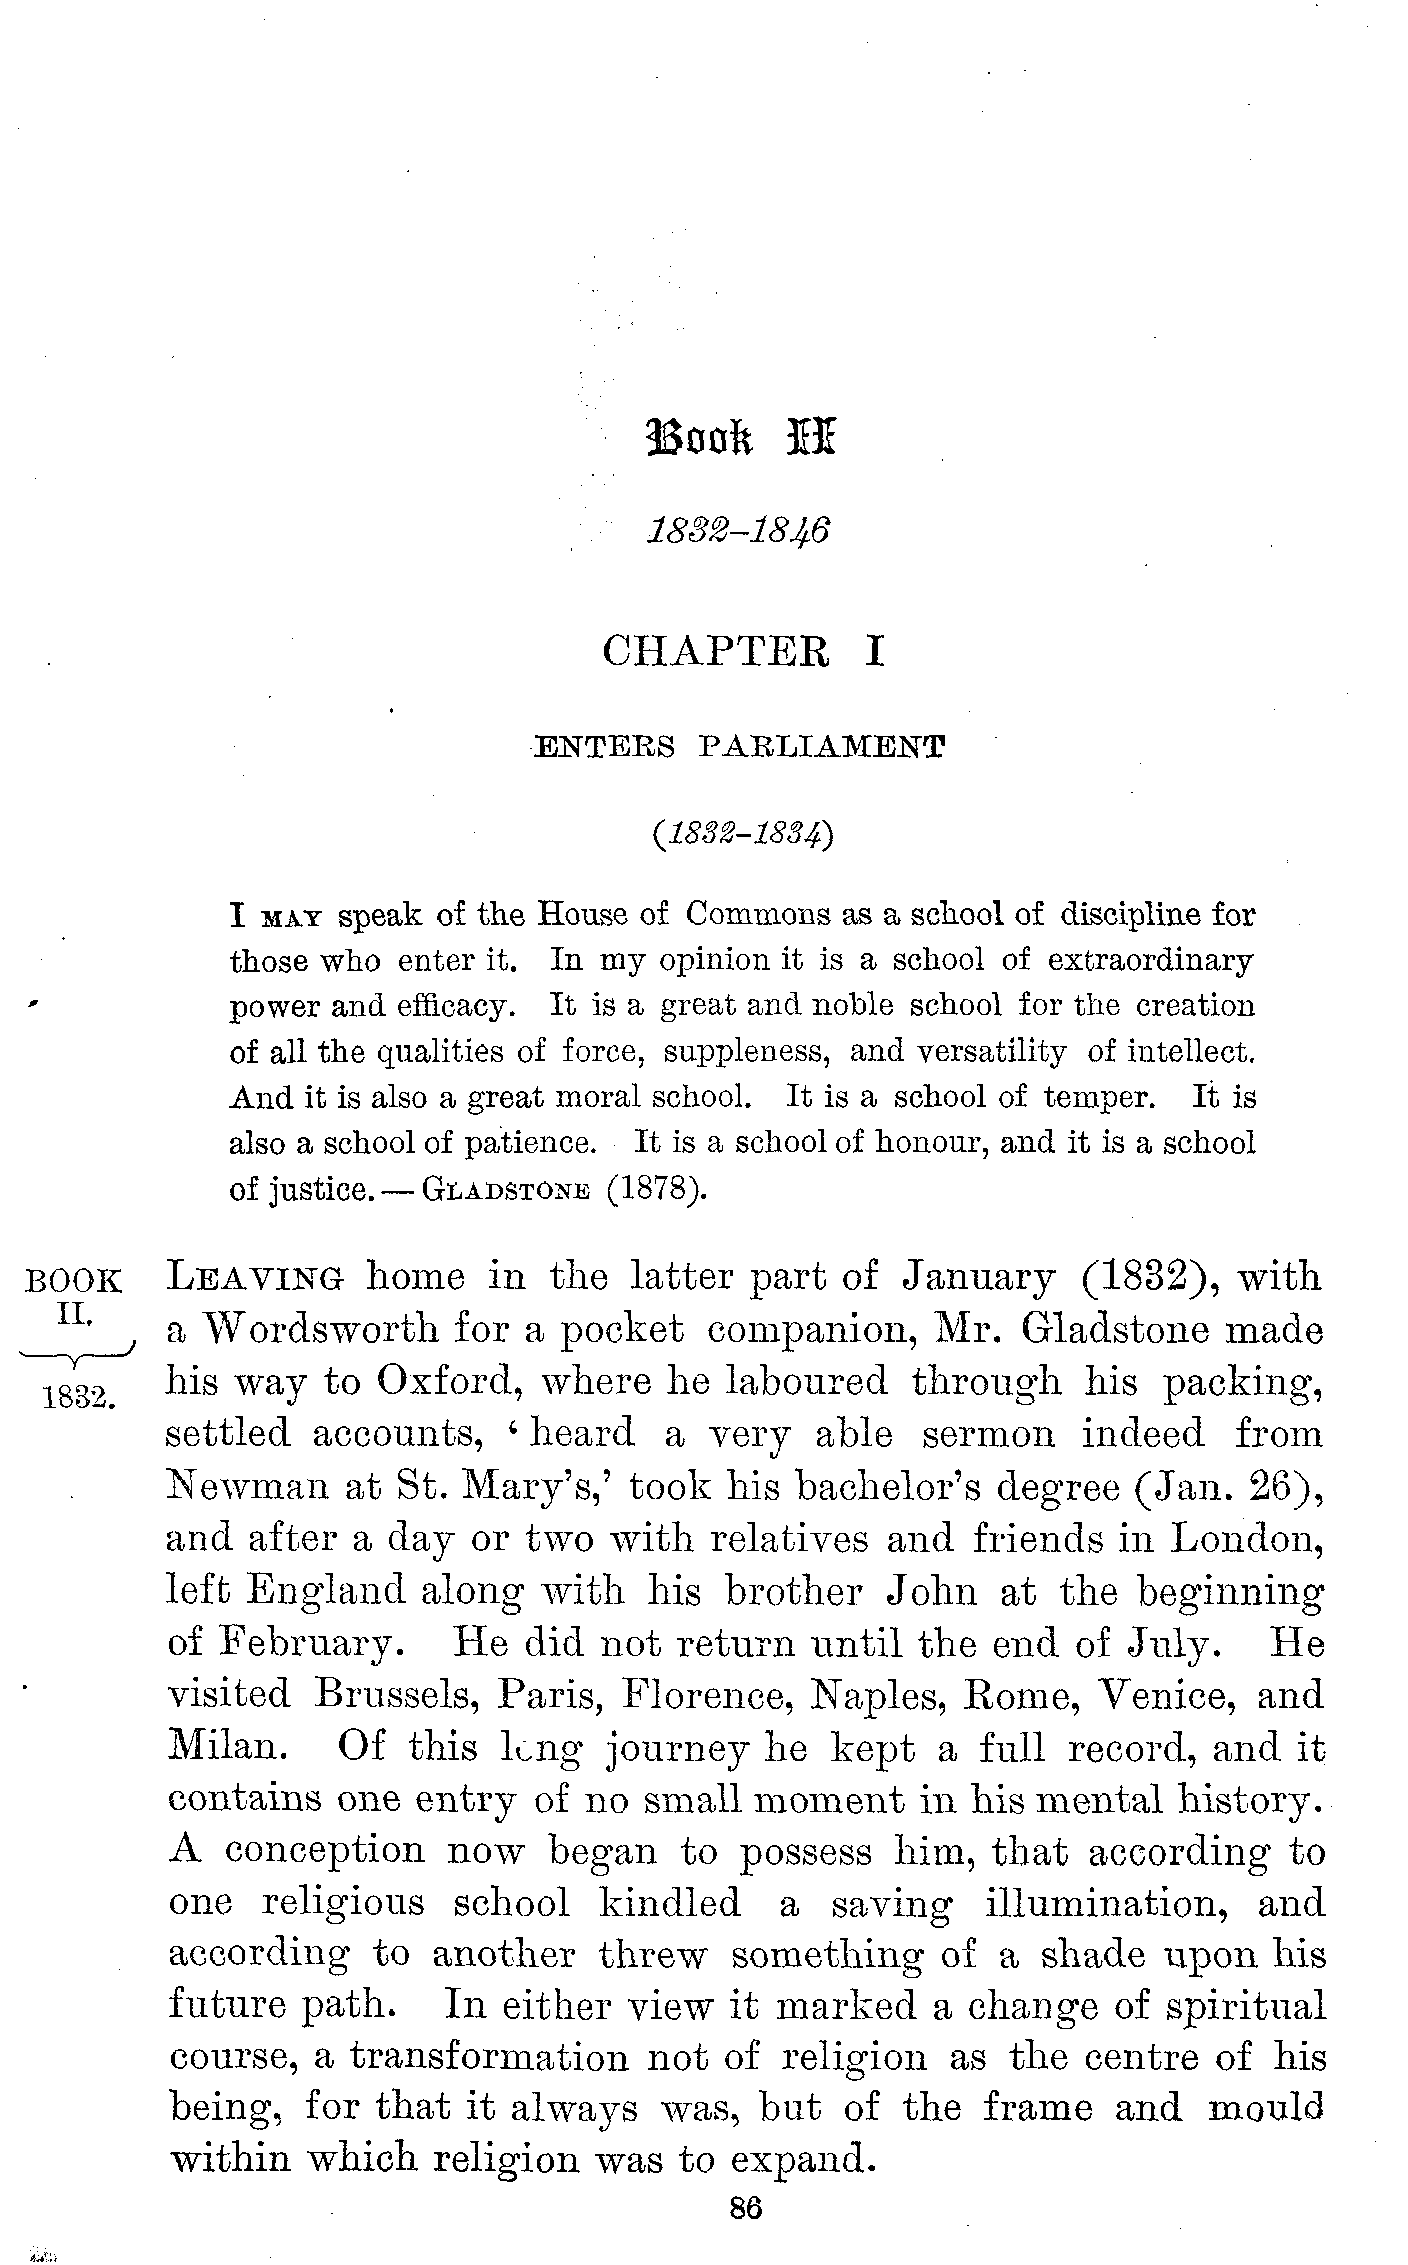 Book II
1832–1846
CHAPTER I
ENTERS PARLIAMENT
(1832–1834)
I MAY speak of the House of Commons as a school of discipline for
those who enter it. In my opinion it is a school of extraordinary
power and efficacy. It is a great and noble school for the creation
of all the qualities of force, suppleness, and versatility of intellect.
And it is also a great moral school. It is a school of temper. It is
also a school of patience. It is a school of honour, and it is a school
of justice.—GLADSTONE (1878).
BOOK
II.
1832.
LEAVING home in the latter part of January (1832), with
a Wordsworth for a pocket companion, Mr. Gladstone made
his way to Oxford, where he laboured through his packing,
settled accounts, ‘heard a very able sermon indeed from
Newman at St. Mary's,’ took his bachelor's degree (Jan. 26),
and after a day or two with relatives and friends in London,
left England along with his brother John at the beginning
of February. He did not return until the end of July. He
visited Brussels, Paris, Florence, Naples, Rome, Venice, and
Milan. Of this long journey he kept a full record, and it
contains one entry of no small moment in his mental history.
A conception now began to possess him, that according to
one religious school kindled a saving illumination, and
according to another threw something of a shade upon his
future path. In either view it marked a change of spiritual
course, a transformation not of religion as the centre of his
being, for that it always was, but of the frame and mould
within which religion was to expand.
86